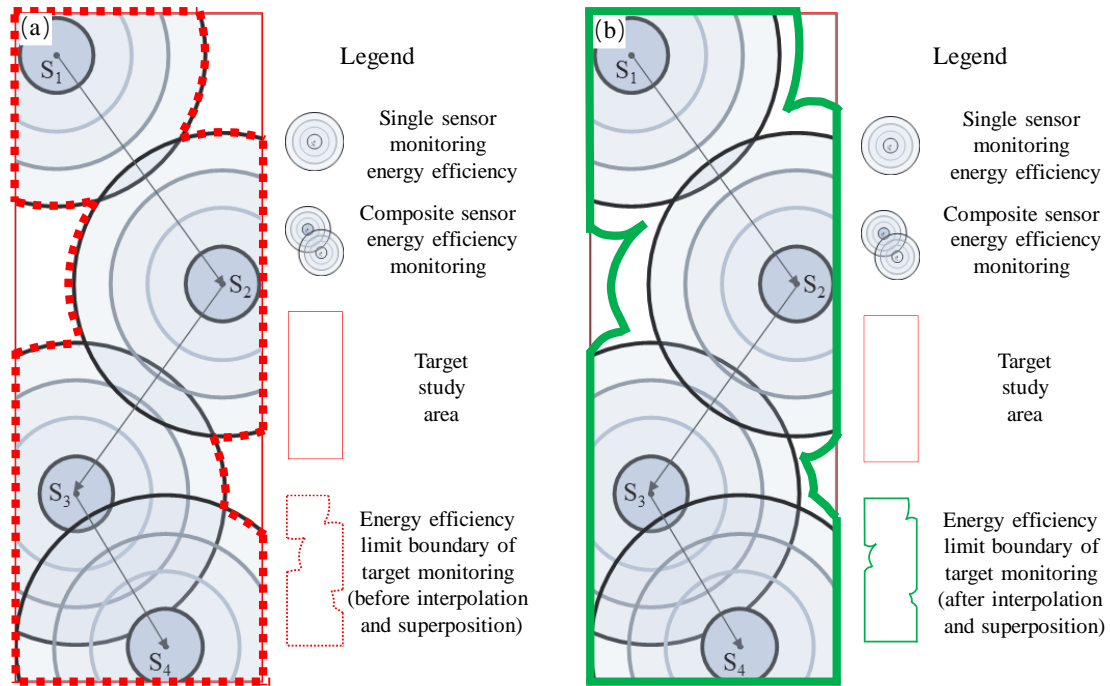 (a)
S1
S2
S3
S4
Legend
Single sensor
monitoring
energy efficiency
Composite sensor
energy efficiency
monitoring
Target
study
area
Energy efficiency
limit boundary of
target monitoring
(before interpolation
and superposition)
(b)
S1
S2
S3
S4
Legend
Single sensor
monitoring
energy efficiency
Composite sensor
energy efficiency
monitoring
Target
study
area
Energy efficiency
limit boundary of
target monitoring
(after interpolation
and superposition)